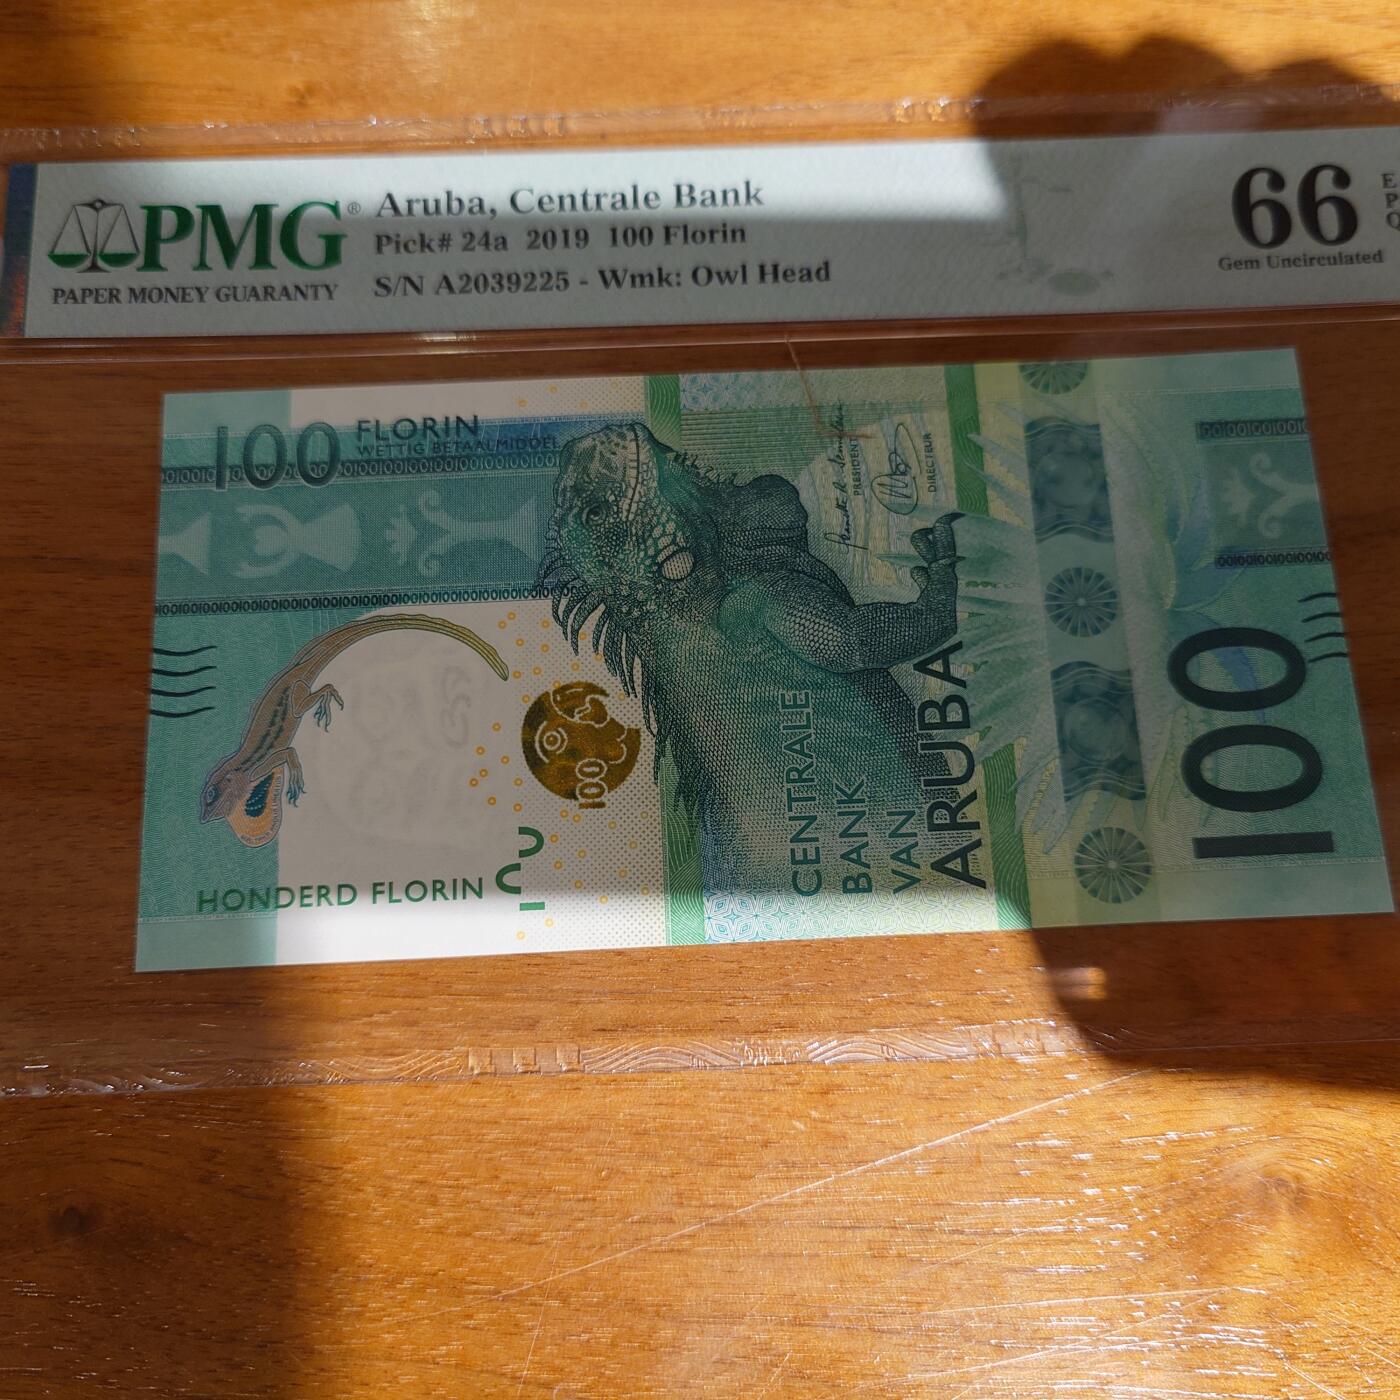 PMG®
PAPER MONEY GUARANTY
Aruba, Centrale Bank
Pick# 24a 2019 100 Florin
S/N A2039225 - Wmk: Owl Head
66
Gem Uncirculated
E
P
Q
100 FLORIN
WETTIG BETAALMIDDEL
PRESIDENT
DIRECTEUR
100
HONDERD FLORIN
CENTRALE
BANK
VAN
ARUBA
100